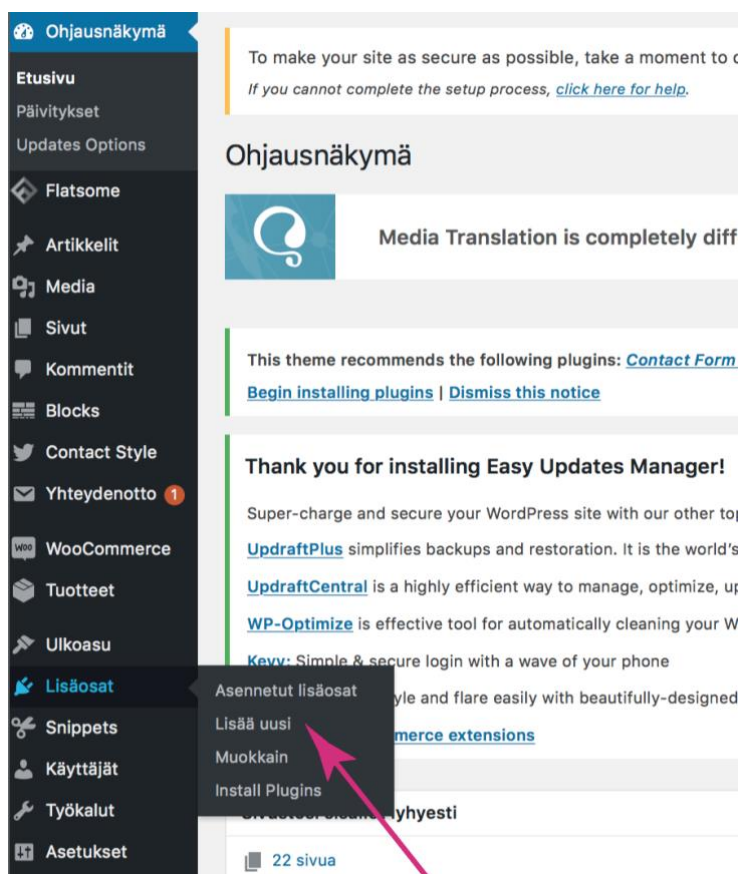 Ohjausnäkymä
Etusivu
Päivitykset
Updates Options
Flatsome
Artikkelit
Media
Sivut
Kommentit
Blocks
Contact Style
Yhteydenotto 1
Woo WooCommerce
Tuotteet
Ulkoasu
Lisäosat
Snippets
Käyttäjät
Työkalut
Asetukset
Asennetut lisäosat
Lisää uusi
Muokkain
Install Plugins
To make your site as secure as possible, take a moment to
If you cannot complete the setup process, click here for help.
Ohjausnäkymä
Media Translation is completely diff
This theme recommends the following plugins: Contact Form
Begin installing plugins | Dismiss this notice
Thank you for installing Easy Updates Manager!
Super-charge and secure your WordPress site with our other top
UpdraftPlus simplifies backups and restoration. It is the world's
UpdraftCentral is a highly efficient way to manage, optimize, up
WP-Optimize is effective tool for automatically cleaning your W
Keyy: Simple & secure login with a wave of your phone
yle and flare easily with beautifully-designed
merce extensions
lyhyesti
22 sivua